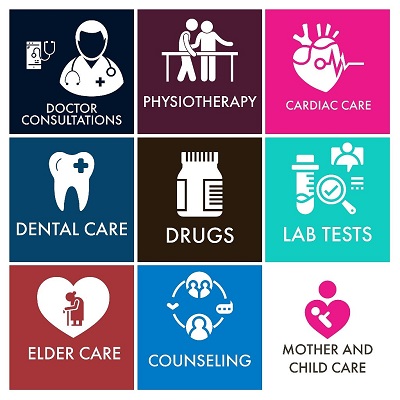 DOCTOR
CONSULTATIONS
PHYSIOTHERAPY
CARDIAC CARE
DENTAL CARE
DRUGS
LAB TESTS
ELDER CARE
COUNSELING
MOTHER AND
CHILD CARE